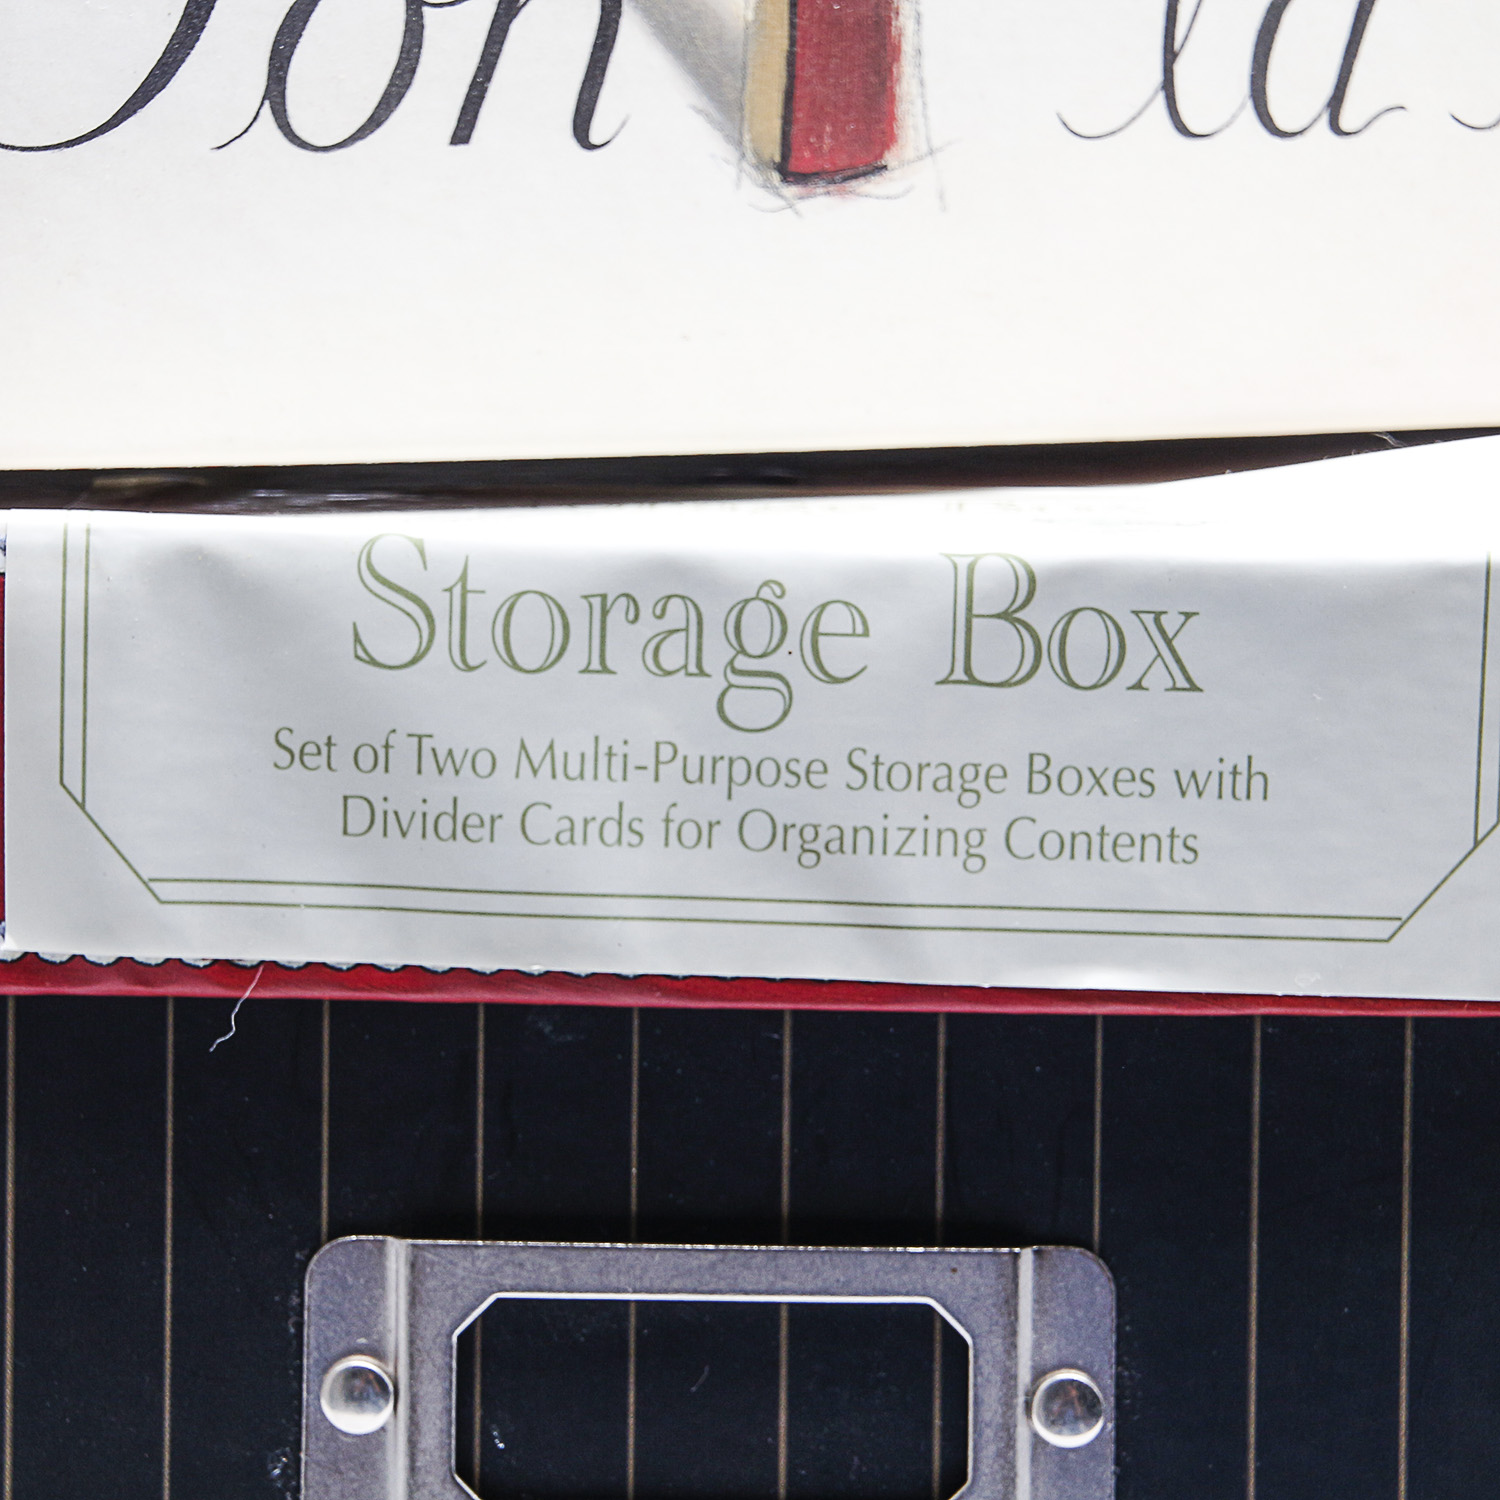 Storage Box
Set of Two Multi-Purpose Storage Boxes with
Divider Cards for Organizing Contents